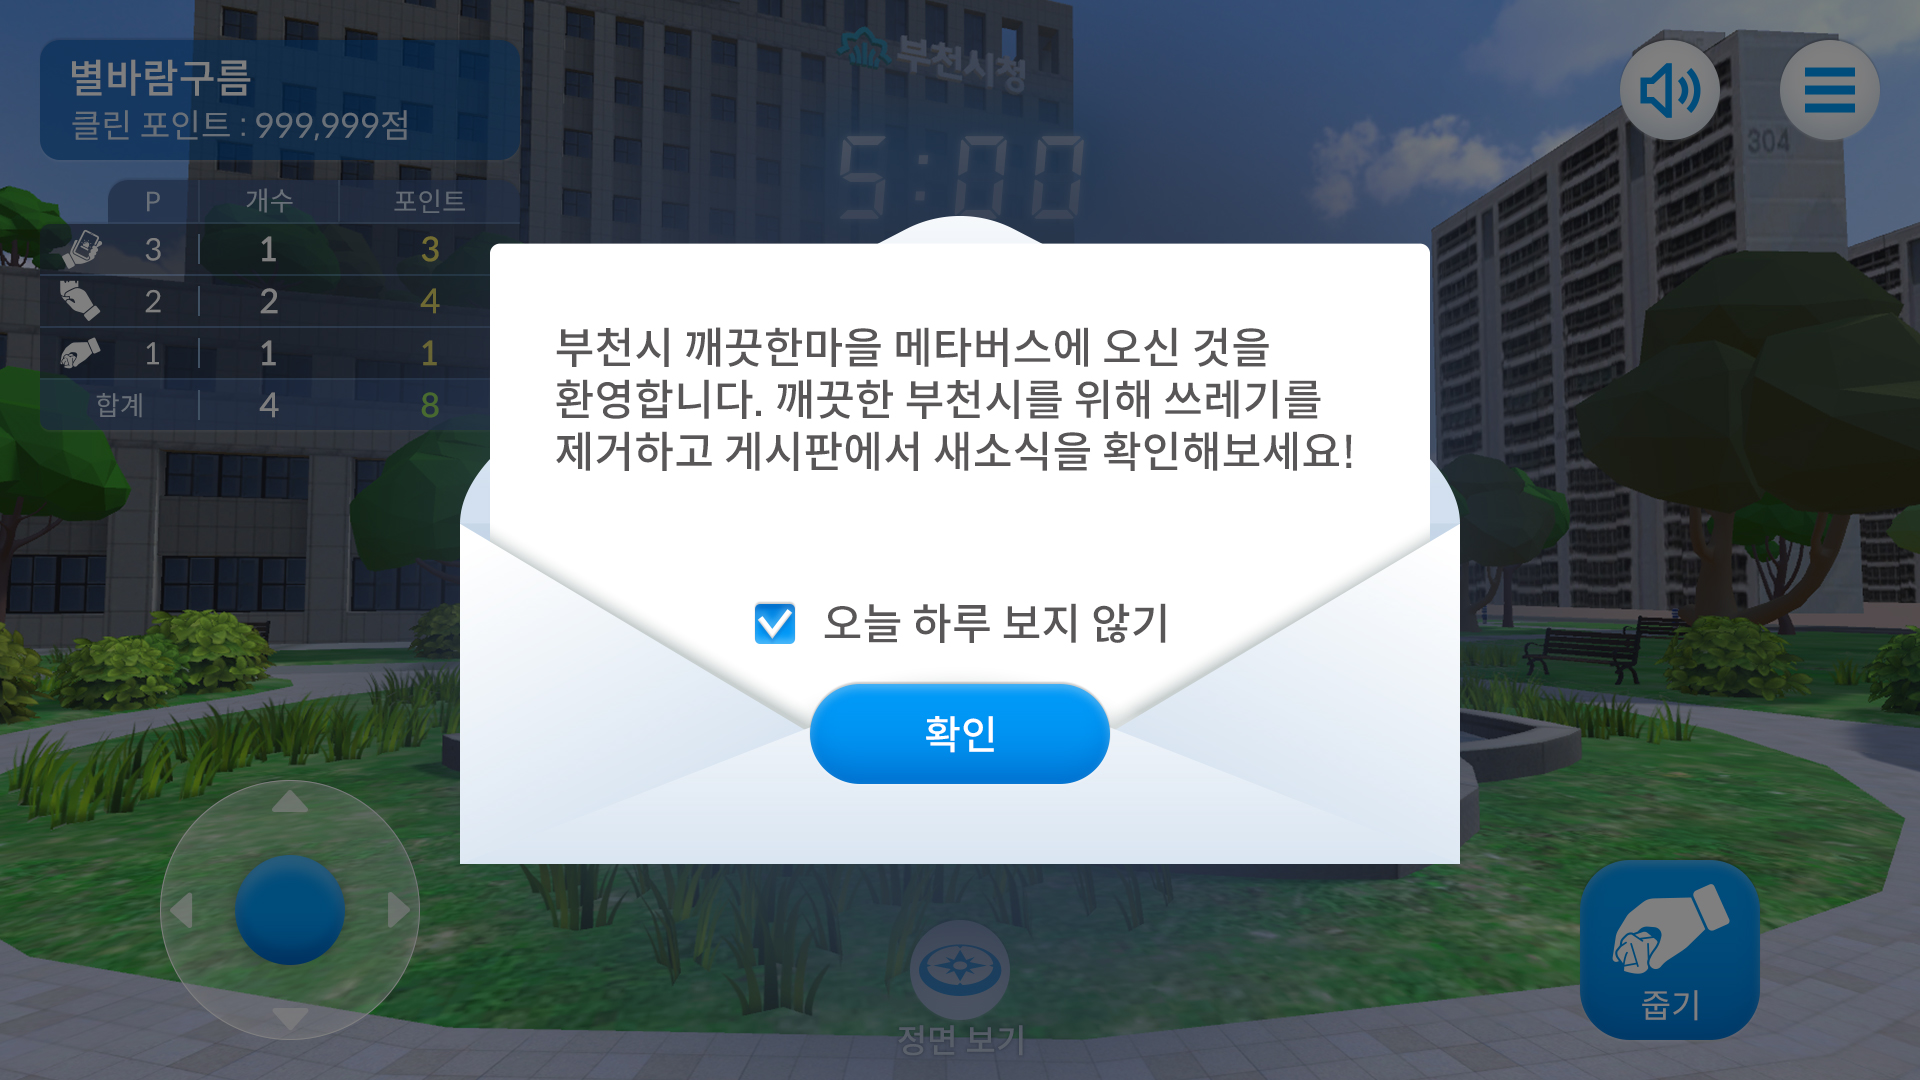 별바람구름
클린 포인트 : 999,999점
P 개수 포인트
3 1 3
2 2 4
1 1 1
합계 4 8
부천시청
5:00
304
부천시 깨끗한마을 메타버스에 오신 것을
환영합니다. 깨끗한 부천시를 위해 쓰레기를
제거하고 게시판에서 새소식을 확인해보세요!
오늘 하루 보지 않기
확인
정면 보기
줍기